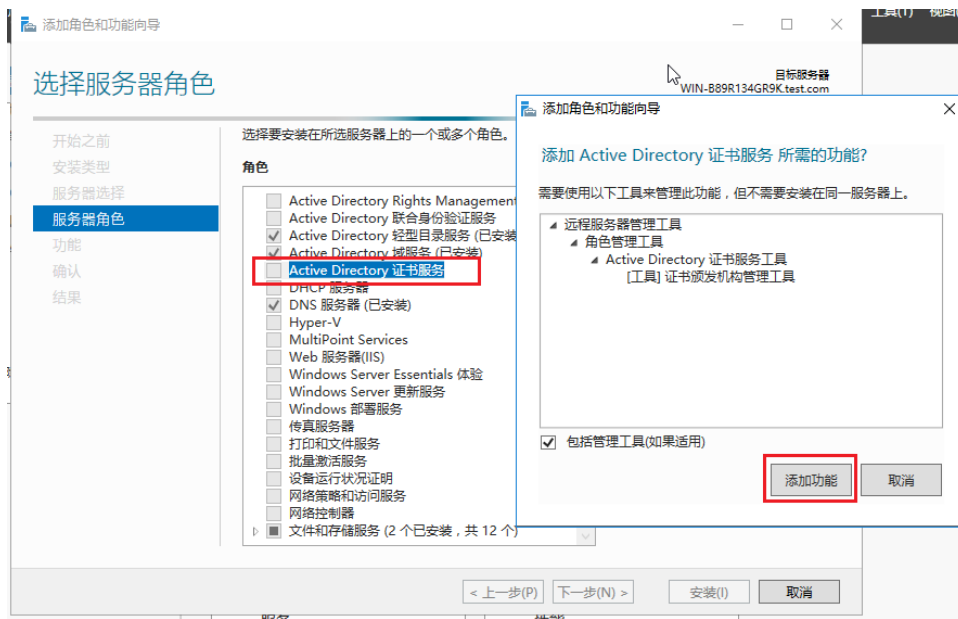 添加角色和功能向导
工具(T)
选择服务器角色
目标服务器
WIN-B89R134GR9K.test.com
开始之前
安装类型
服务器选择
服务器角色
功能
确认
结果
选择要安装在所选服务器上的一个或多个角色。
角色
Active Directory Rights Management
Active Directory 联合身份验证服务
Active Directory 轻型目录服务 (已安装
Active Directory 域服务 (已安装)
Active Directory 证书服务
DHCP 服务器
DNS 服务器 (已安装)
Hyper-V
MultiPoint Services
Web 服务器(IIS)
Windows Server Essentials 体验
Windows Server 更新服务
Windows 部署服务
传真服务器
打印和文件服务
批量激活服务
设备运行状况证明
网络策略和访问服务
网络控制器
文件和存储服务 (2 个已安装，共 12 个)
添加角色和功能向导
添加 Active Directory 证书服务 所需的功能?
需要使用以下工具来管理此功能，但不需要安装在同一服务器上。
远程服务器管理工具
角色管理工具
Active Directory 证书服务工具
[工具] 证书颁发机构管理工具
包括管理工具(如果适用)
添加功能
取消
< 上一步(P)
下一步(N) >
安装(I)
取消